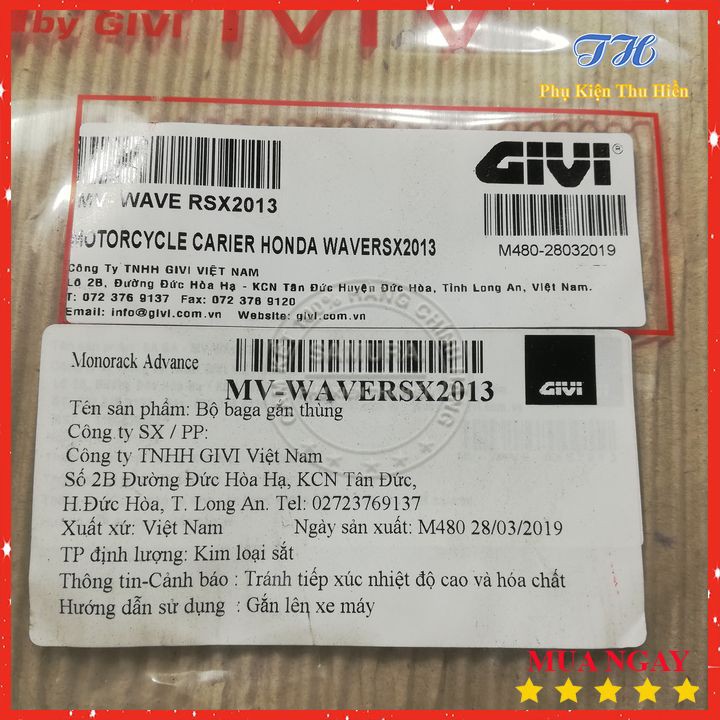 by GIVI
GIVI
TH
Phụ Kiện Thu Hiền
GIVI®
MV-WAVE RSX2013
MOTORCYCLE CARIER HONDA WAVERSX2013
M480-28032019
Công Ty TNHH GIVI VIỆT NAM
Lô 2B, Đường Đức Hòa Hạ - KCN Tân Đức Huyện Đức Hòa, Tỉnh Long An, Việt Nam.
T: 072 376 9137 Fax: 072 376 9120
Email: info@givi.com.vn Website: givi.com.vn
Monorack Advance
MV-WAVERSX2013
GIVI
Tên sản phẩm: Bộ baga gắn thùng
Công ty SX / PP:
Công ty TNHH GIVI Việt Nam
Số 2B Đường Đức Hòa Hạ, KCN Tân Đức,
H.Đức Hòa, T. Long An. Tel: 02723769137
Xuất xứ: Việt Nam Ngày sản xuất: M480 28/03/2019
TP định lượng: Kim loại sắt
Thông tin-Cảnh báo : Tránh tiếp xúc nhiệt độ cao và hóa chất
Hướng dẫn sử dụng : Gắn lên xe máy
MUA NGAY